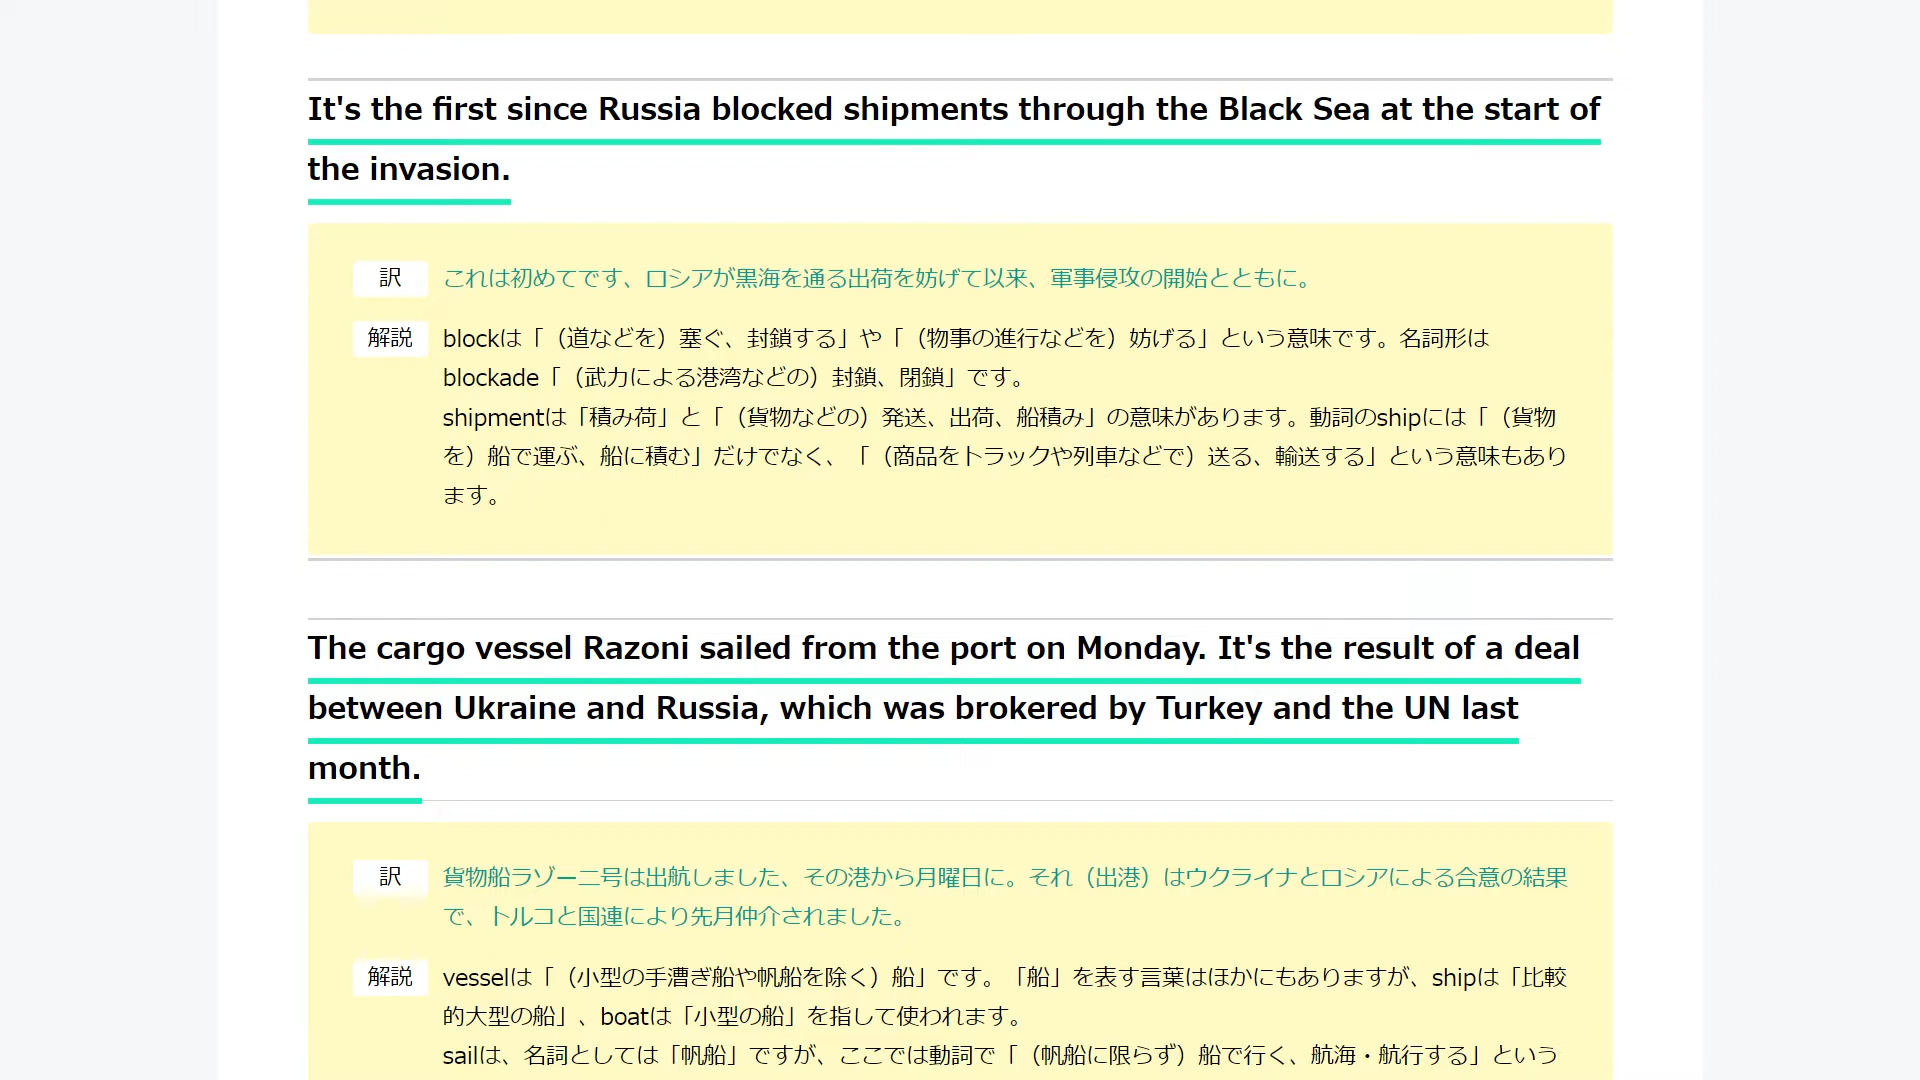 It's the first since Russia blocked shipments through the Black Sea at the start of
the invasion.
訳 これは初めてです、ロシアが黒海を通る出荷を妨げて以来、軍事侵攻の開始とともに。
解説 blockは「（道などを）塞ぐ、封鎖する」や「（物事の進行などを）妨げる」という意味です。名詞形は
blockade「（武力による港湾などの）封鎖、閉鎖」です。
shipmentは「積み荷」と「（貨物などの）発送、出荷、船積み」の意味があります。動詞のshipには「（貨物
を）船で運ぶ、船に積む」だけでなく、「（商品をトラックや列車などで）送る、輸送する」という意味もあり
ます。
The cargo vessel Razoni sailed from the port on Monday. It's the result of a deal
between Ukraine and Russia, which was brokered by Turkey and the UN last
month.
訳 貨物船ラゾーニ号は出航しました、その港から月曜日に。それ（出港）はウクライナとロシアによる合意の結果
で、トルコと国連により先月仲介されました。
解説 vesselは「（小型の手漕ぎ船や帆船を除く）船」です。「船」を表す言葉はほかにもありますが、shipは「比較
的大型の船」、boatは「小型の船」を指して使われます。
sailは、名詞としては「帆船」ですが、ここでは動詞で「（帆船に限らず）船で行く、航海・航行する」という